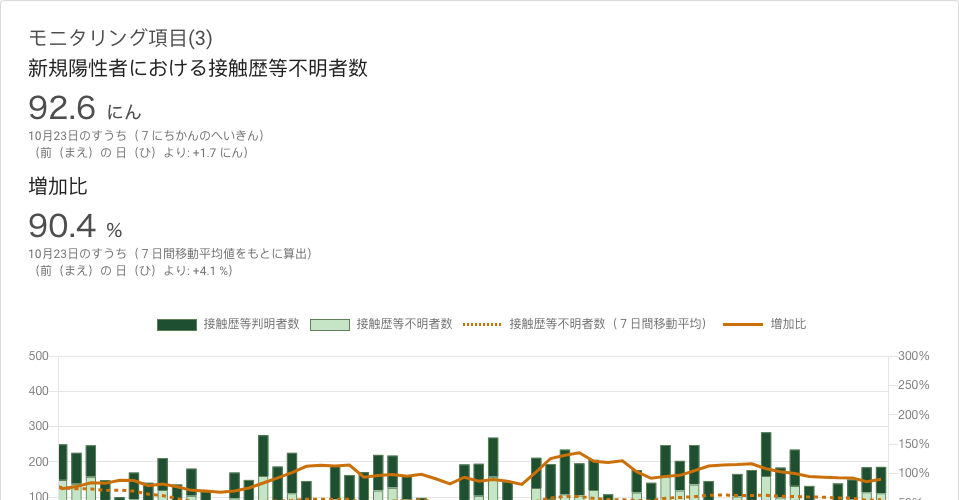 モニタリング項目(3)
新規陽性者における接触歴等不明者数
92.6 にん
10月23日のすうち（７にちかんのへいきん）
（前（まえ）の 日（ひ）より: +1.7 にん）
増加比
90.4 %
10月23日のすうち（７日間移動平均値をもとに算出）
（前（まえ）の 日（ひ）より: +4.1 %）
接触歴等判明者数 接触歴等不明者数 接触歴等不明者数（７日間移動平均） 増加比
500 300%
250%
400
300 200%
150%
200
100%
100